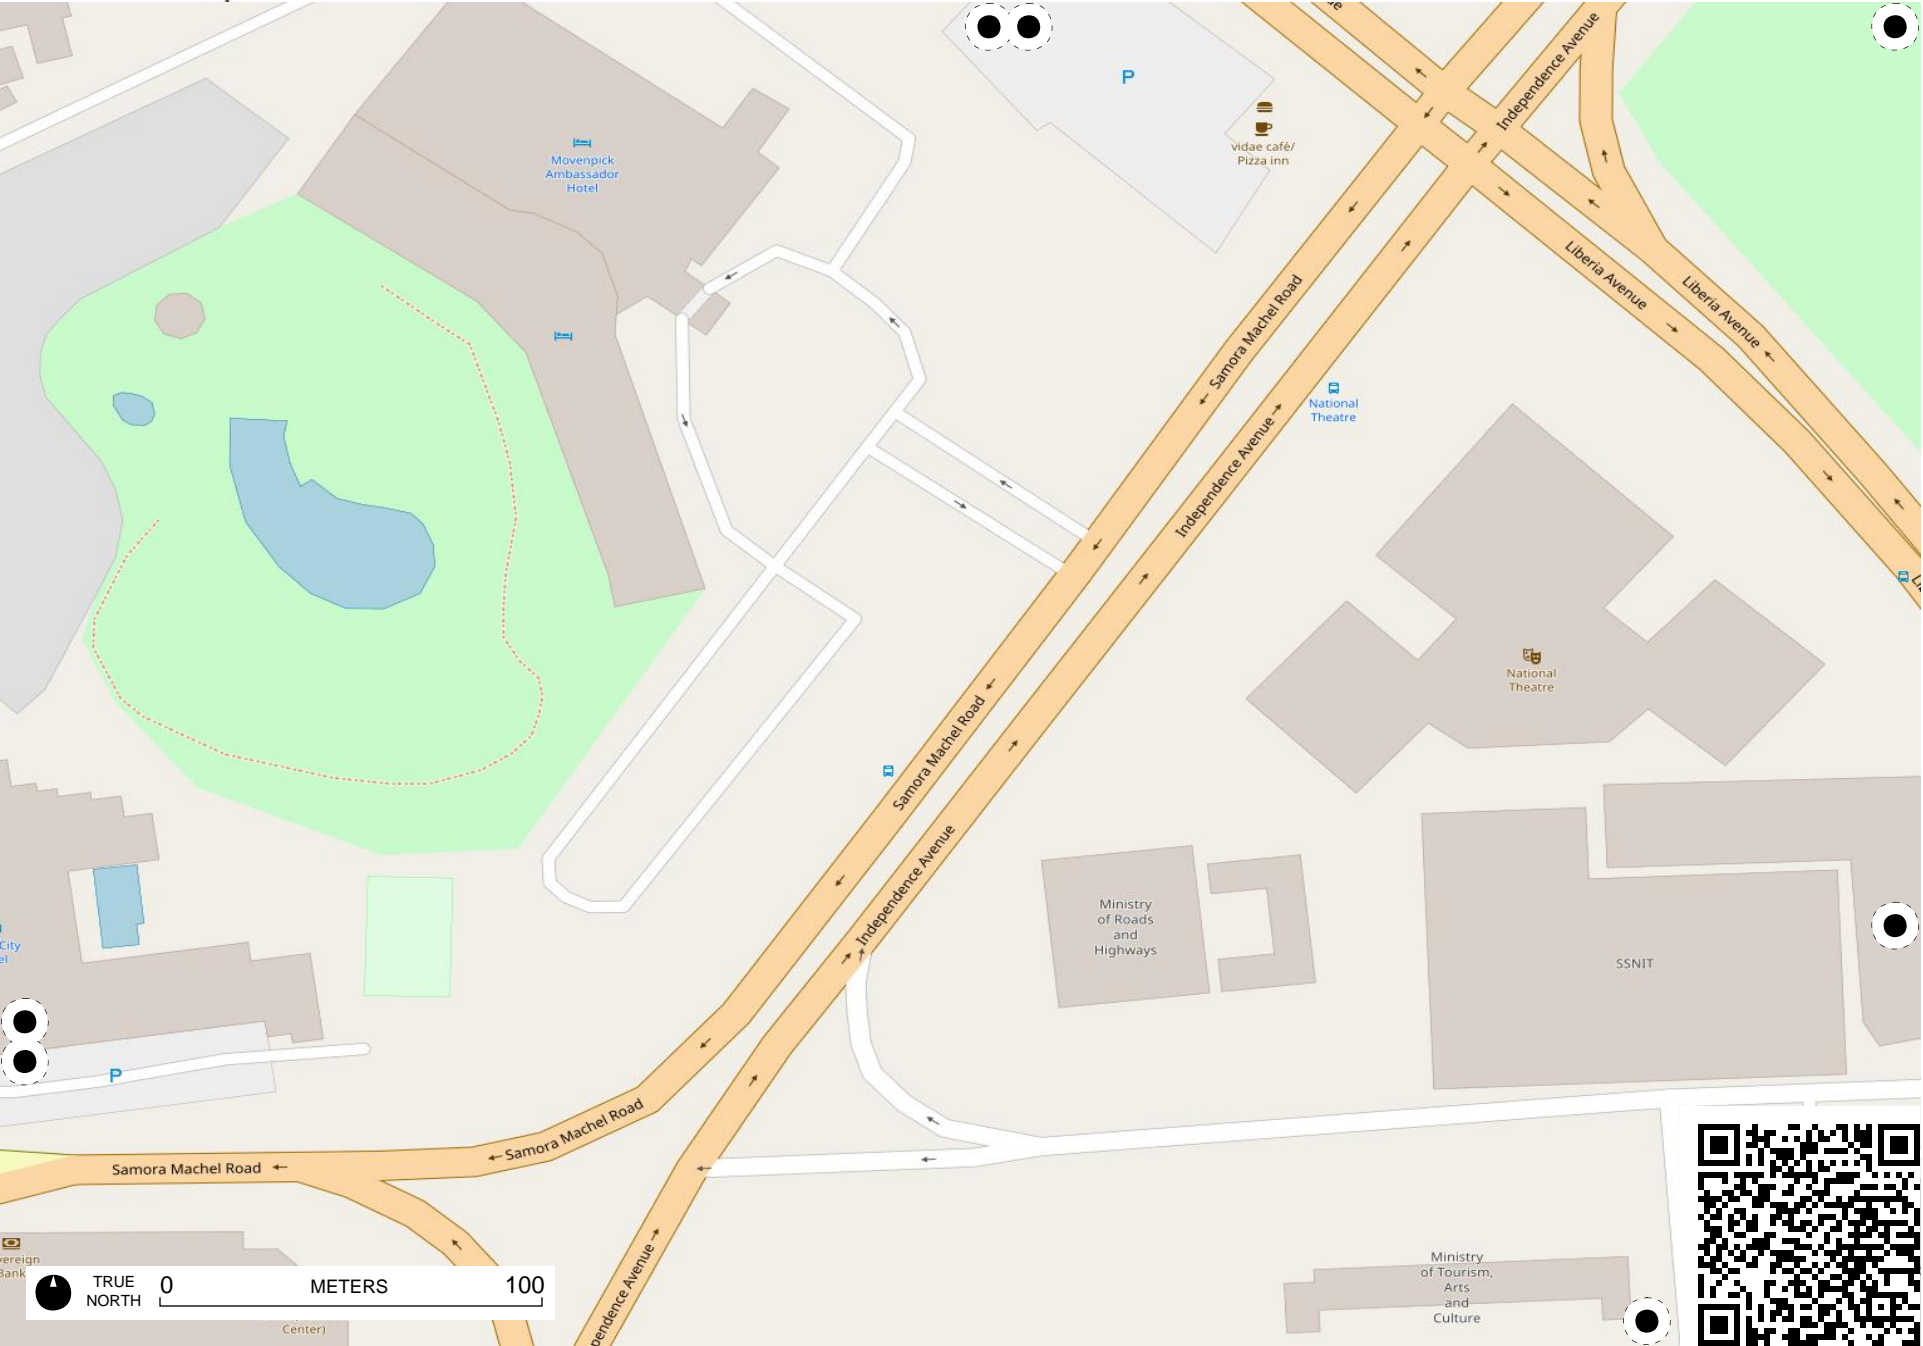 Independence Avenue
P
vidae café/
Pizza inn
Movenpick
Ambassador
Hotel
Liberia Avenue
Liberia Avenue
Samora Machel Road
National
Theatre
Independence Avenue
National
Theatre
Samora Machel Road
Independence Avenue
Ministry
of Roads
and
Highways
City
SSNIT
P
Samora Machel Road
Samora Machel Road
Ministry
of Tourism,
Arts
and
Culture
Bank
pendence Avenue
TRUE
NORTH
0 METERS 100
Center)